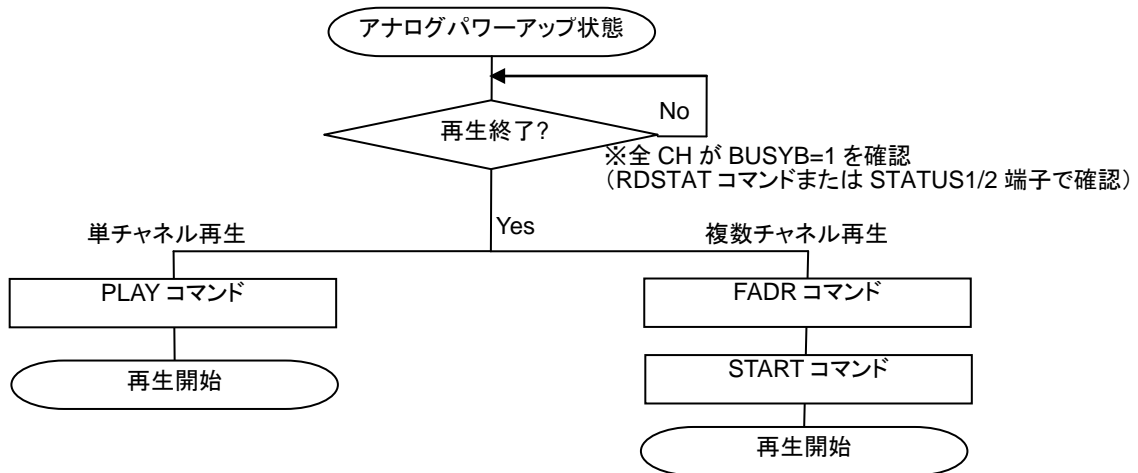 アナログパワーアップ状態
No
再生終了?
※全 CH が BUSYB=1 を確認
(RDSTAT コマンドまたは STATUS1/2 端子で確認)
Yes
単チャネル再生
複数チャネル再生
PLAY コマンド
FADR コマンド
再生開始
START コマンド
再生開始